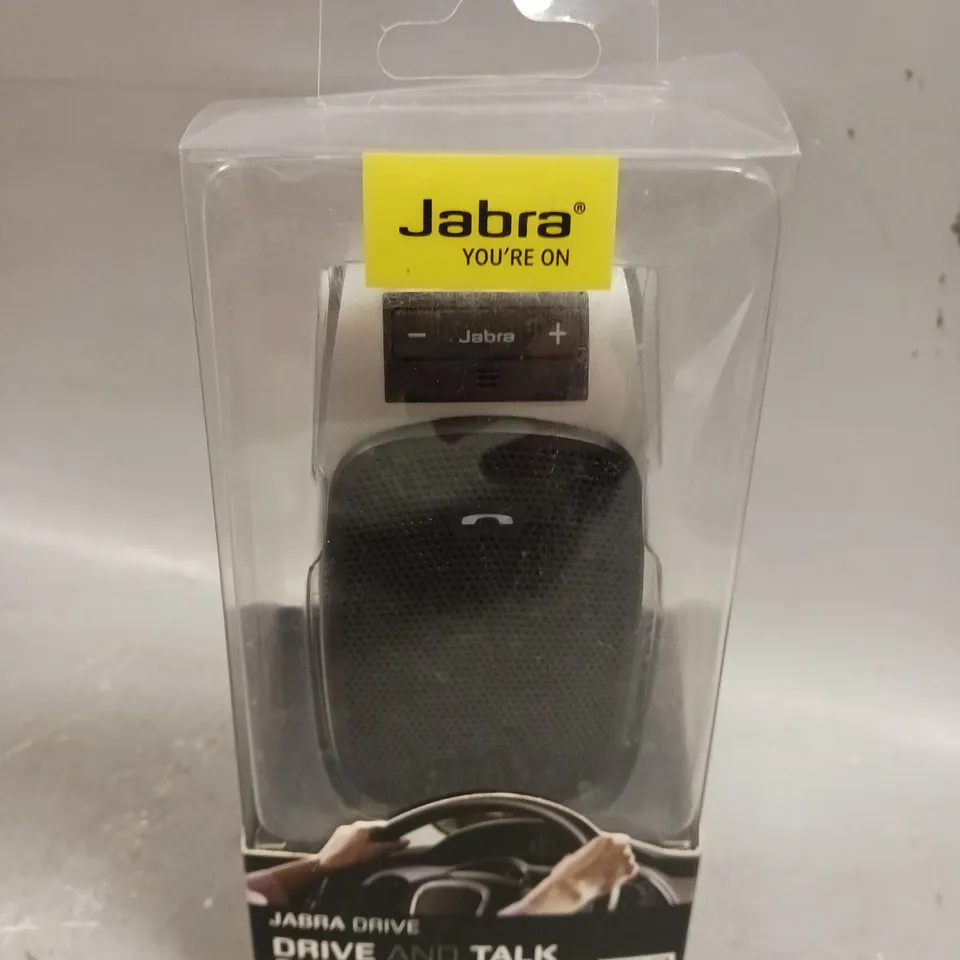 Jabra®
YOU'RE ON
− Jabra +
JABRA DRIVE
DRIVE AND TALK